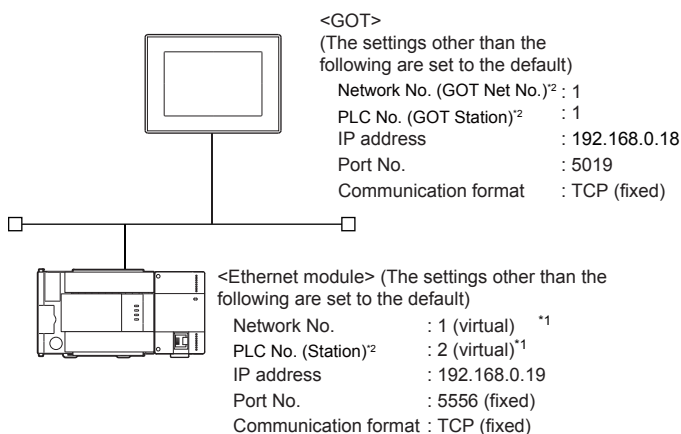 <GOT>
(The settings other than the
following are set to the default)
Network No. (GOT Net No.)*2 : 1
PLC No. (GOT Station)*2 : 1
IP address : 192.168.0.18
Port No. : 5019
Communication format : TCP (fixed)
<Ethernet module> (The settings other than the
following are set to the default)
Network No. : 1 (virtual) *1
PLC No. (Station)*2 : 2 (virtual)*1
IP address : 192.168.0.19
Port No. : 5556 (fixed)
Communication format : TCP (fixed)